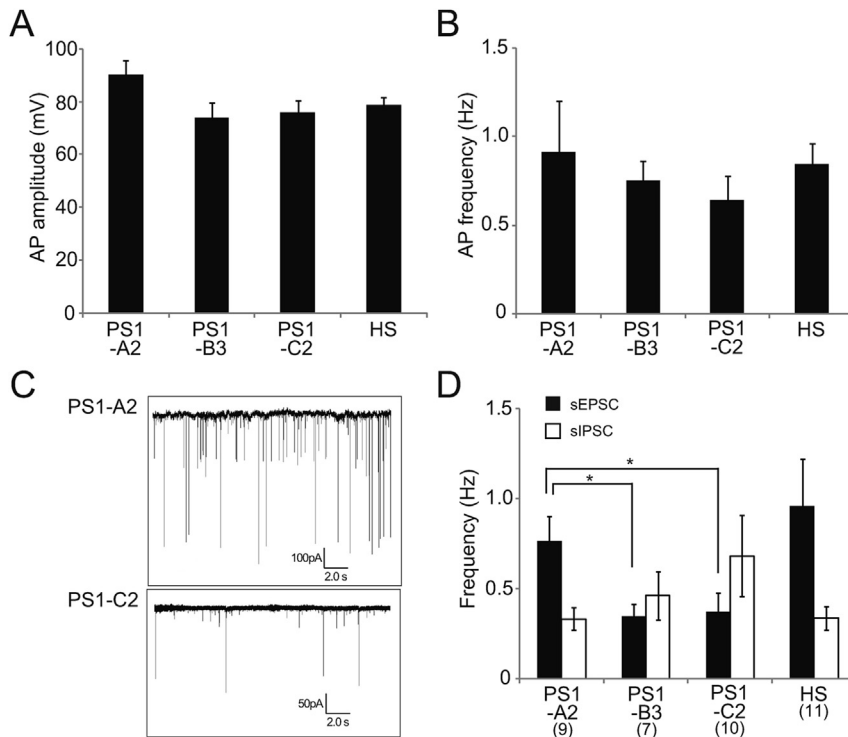 A
AP amplitude (mV)
100
80
60
40
20
0
PS1
-A2
PS1
-B3
PS1
-C2
HS
B
AP frequency (Hz)
1.5
1.0
0.5
0
PS1
-A2
PS1
-B3
PS1
-C2
HS
C
PS1-A2
100pA
2.0 s
PS1-C2
50pA
2.0 s
D
sEPSC
sIPSC
Frequency (Hz)
1.5
1.0
0.5
0
*
*
PS1
-A2
(9)
PS1
-B3
(7)
PS1
-C2
(10)
HS
(11)